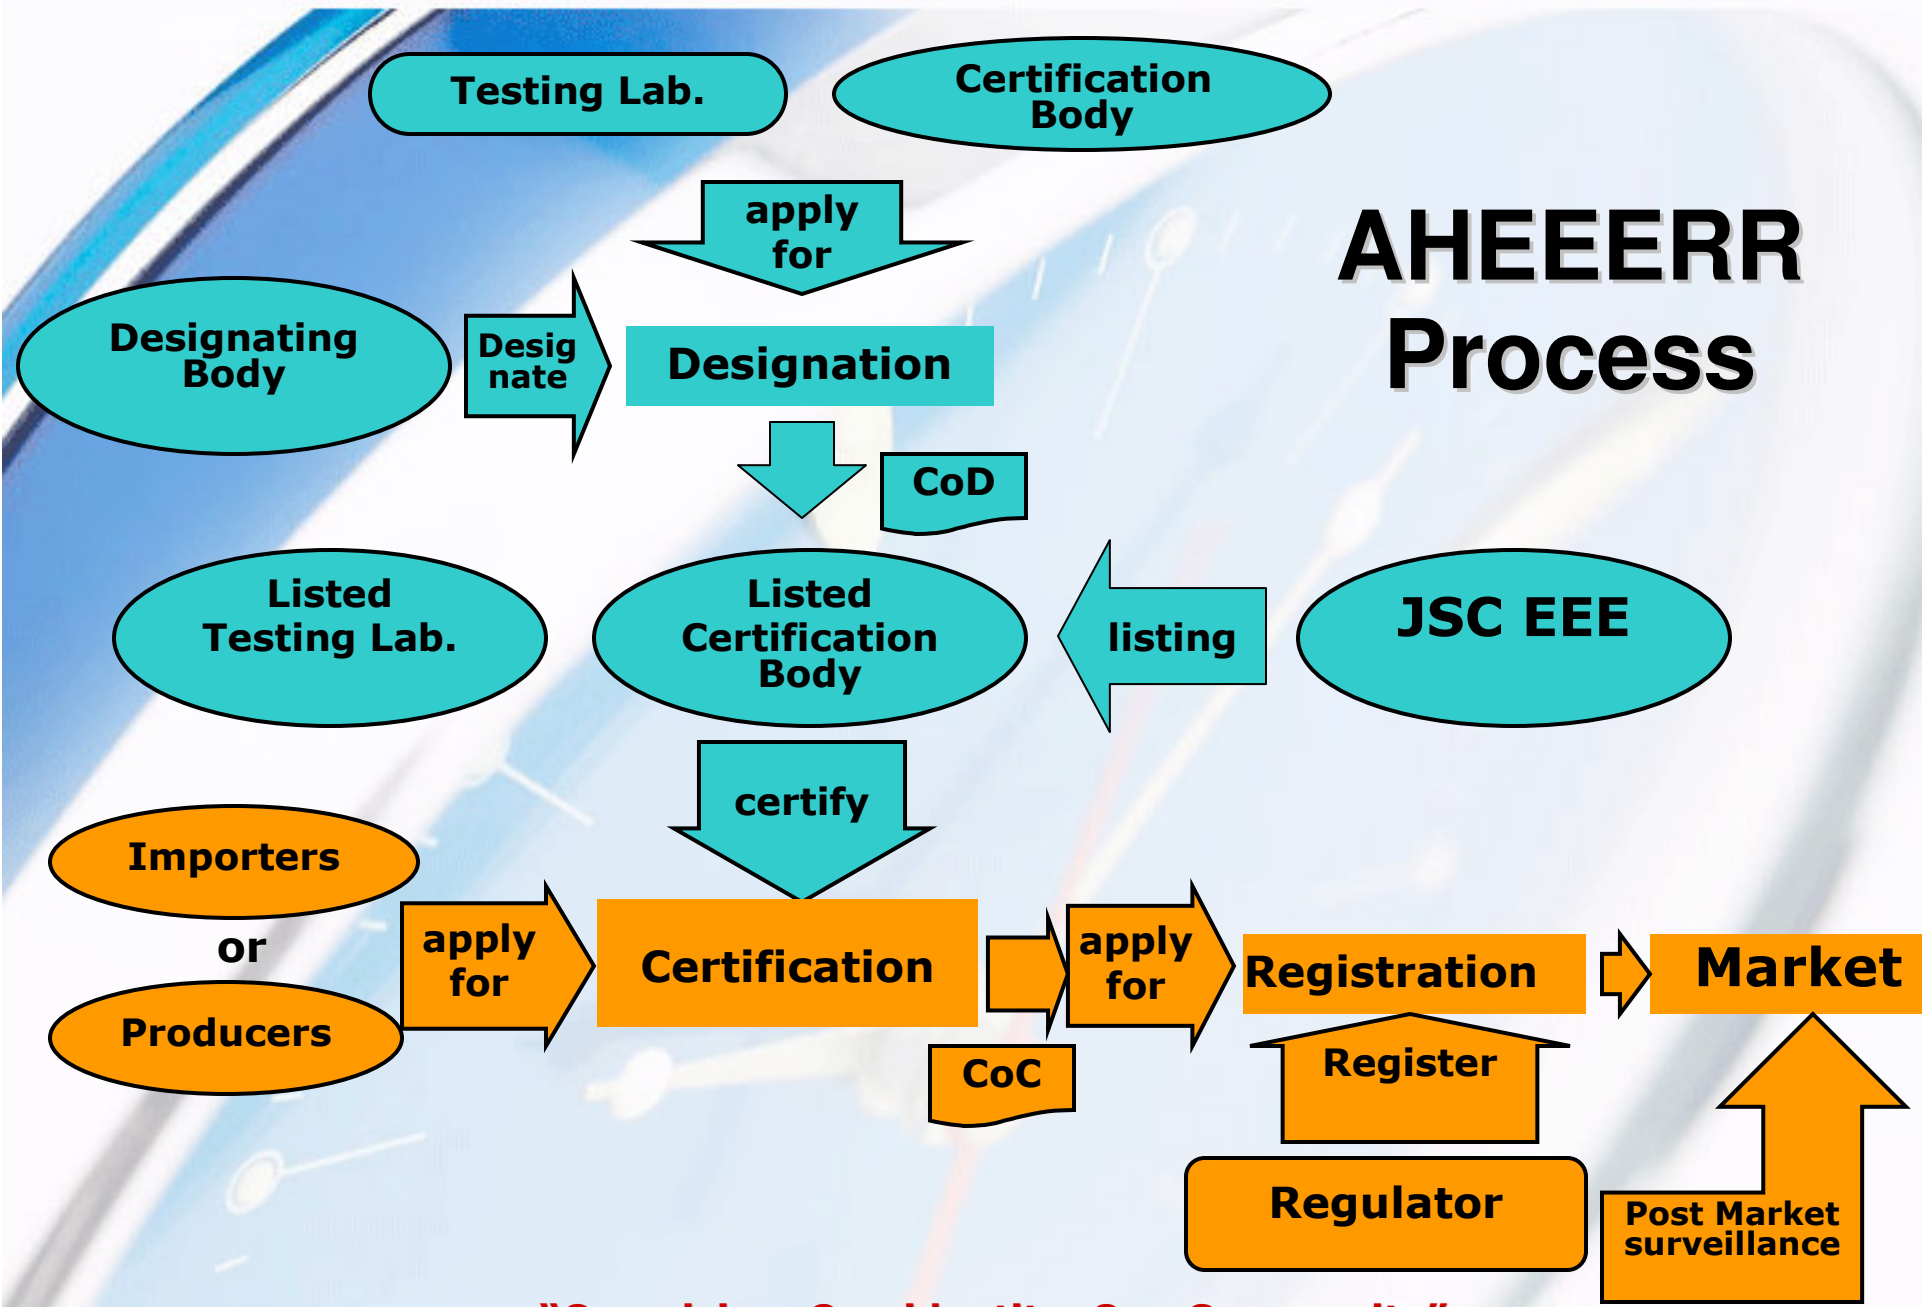 Testing Lab.
Certification
Body
apply
for
AHEEERR
Process
Designating
Body
Desig
nate
Designation
CoD
Listed
Testing Lab.
Listed
Certification
Body
listing
JSC EEE
certify
Importers
or
Producers
apply
for
Certification
CoC
apply
for
Registration
Market
Register
Regulator
Post Market
surveillance